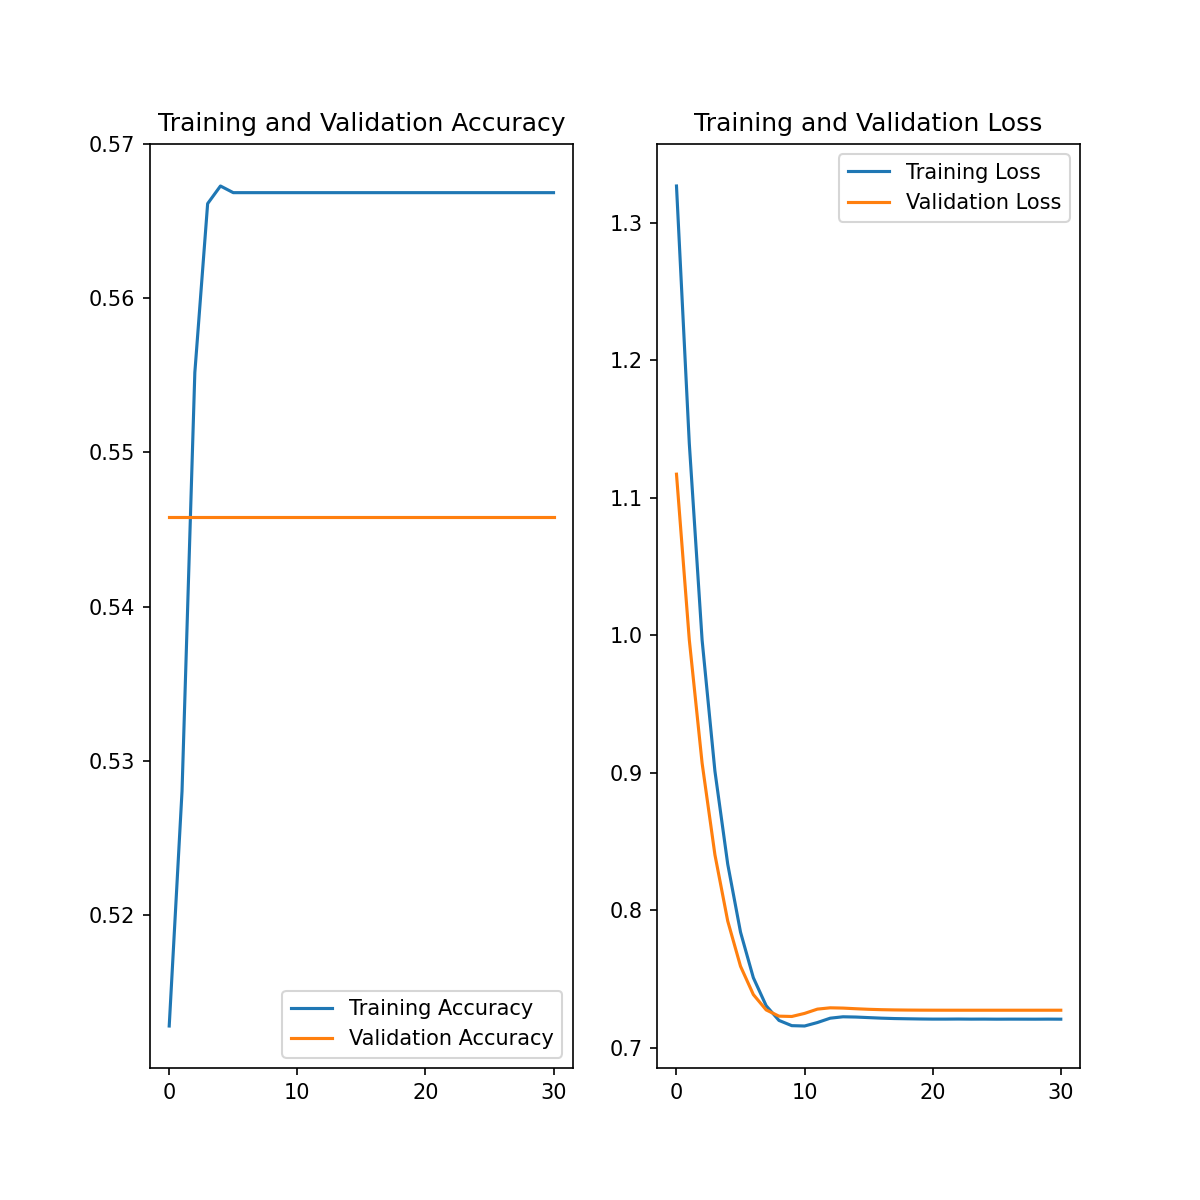 Training and Validation Accuracy
0.57
0.56
0.55
0.54
0.53
0.52
Training Accuracy
Validation Accuracy
0 10 20 30
Training and Validation Loss
Training Loss
Validation Loss
1.3
1.2
1.1
1.0
0.9
0.8
0.7
0 10 20 30